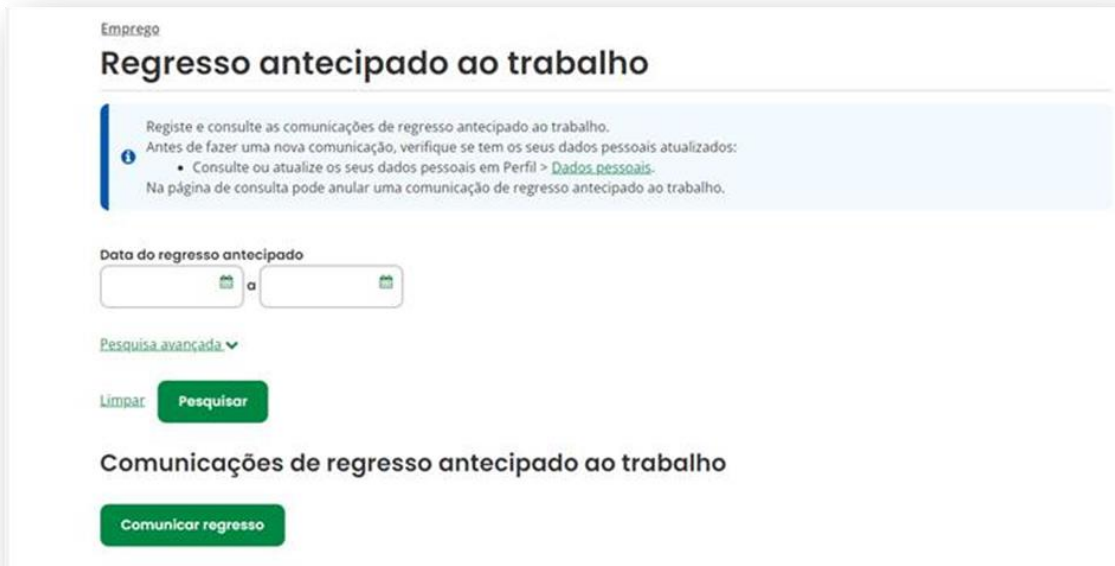 Emprego
Regresso antecipado ao trabalho
Registe e consulte as comunicações de regresso antecipado ao trabalho.
Antes de fazer uma nova comunicação, verifique se tem os seus dados pessoais atualizados:
• Consulte ou atualize os seus dados pessoais em Perfil > Dados pessoais.
Na página de consulta pode anular uma comunicação de regresso antecipado ao trabalho.
Data do regresso antecipado
a
Pesquisa avançada
Limpar Pesquisar
Comunicações de regresso antecipado ao trabalho
Comunicar regresso